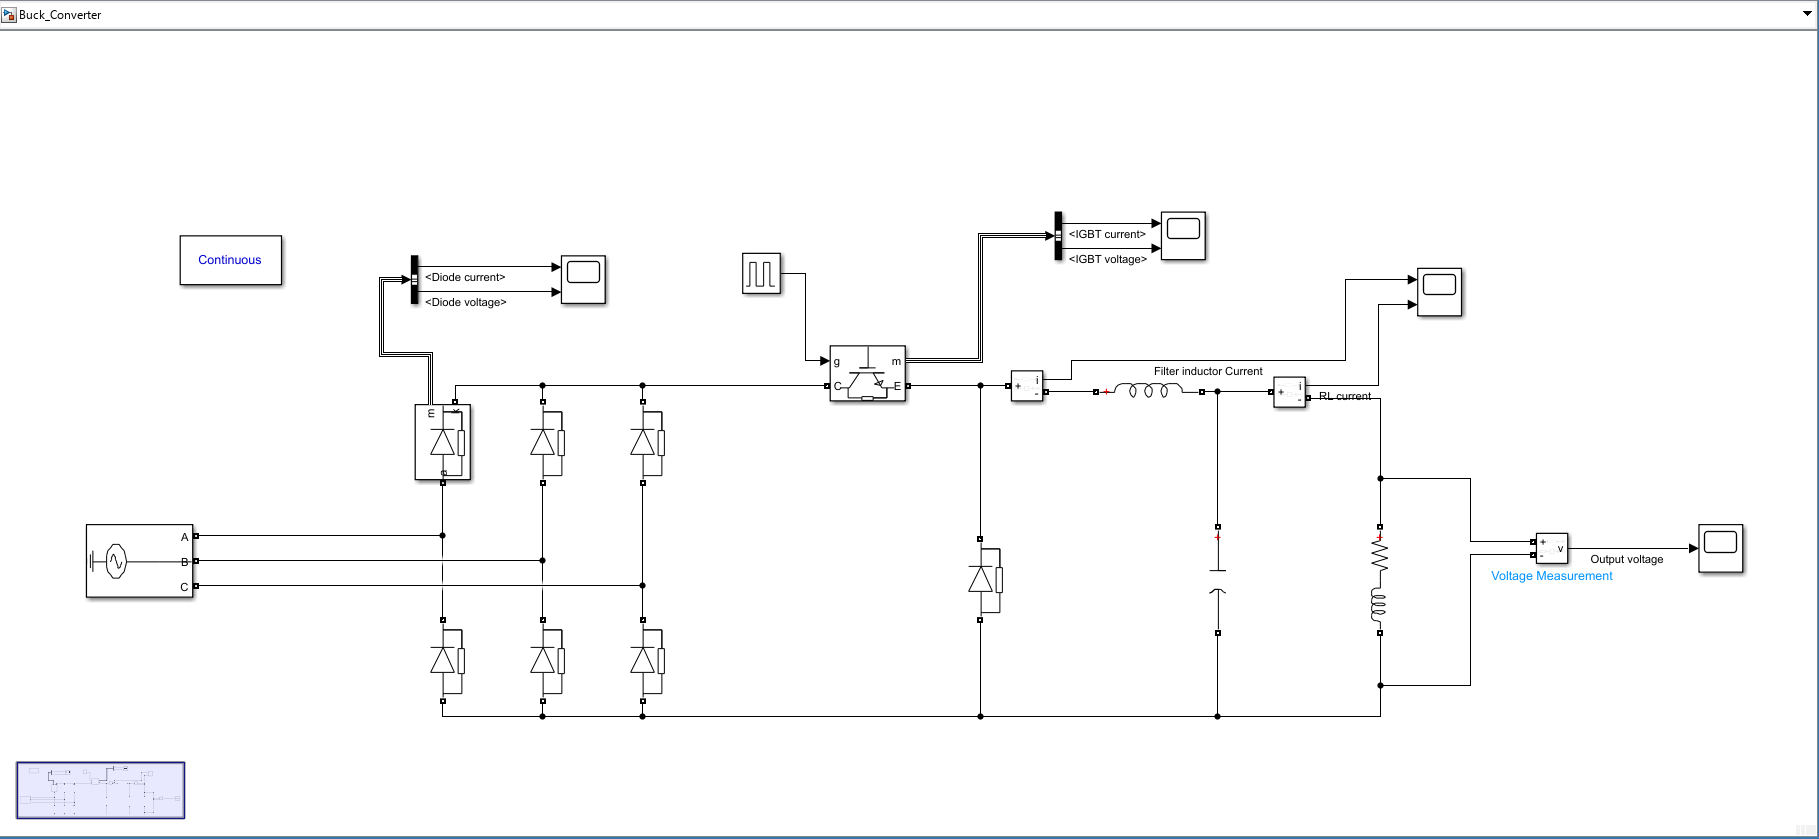 Buck_Converter
<IGBT current>
<IGBT voltage>
Continuous
<Diode current>
<Diode voltage>
g
m
C
E
i
+
-
Filter inductor Current
i
+
-
RL current
m
k
a
A
B
C
+
-
v
Output voltage
Voltage Measurement
+
+
+